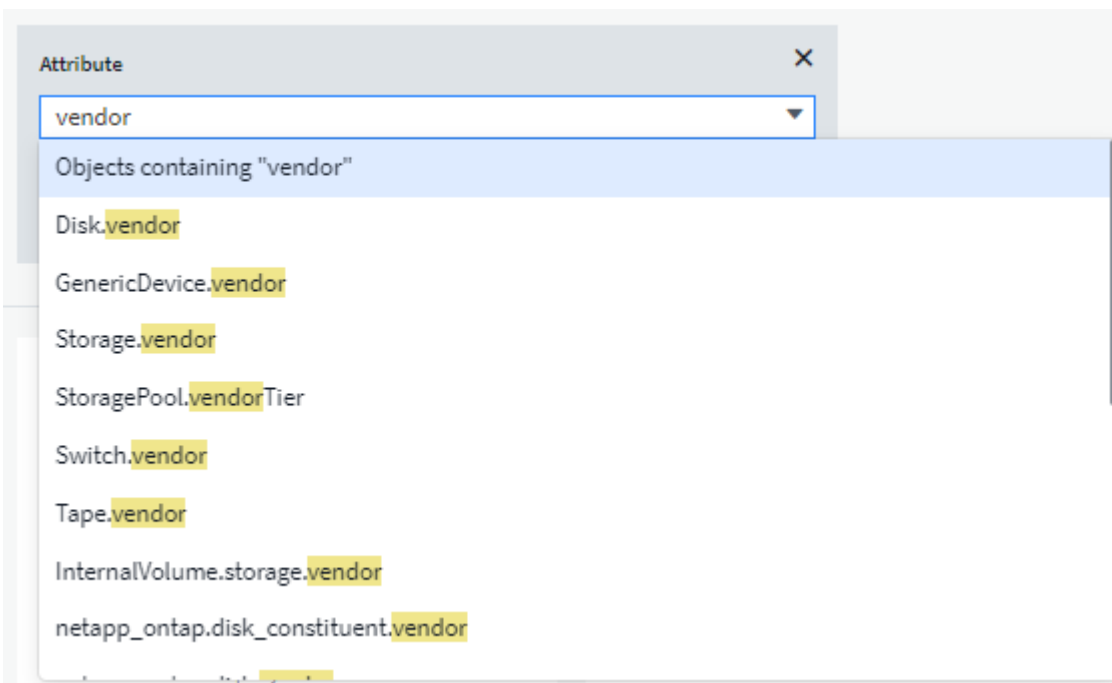 Attribute
vendor
Objects containing "vendor"
Disk.vendor
GenericDevice.vendor
Storage.vendor
StoragePool.vendorTier
Switch.vendor
Tape.vendor
InternalVolume.storage.vendor
netapp_ontap.disk_constituent.vendor